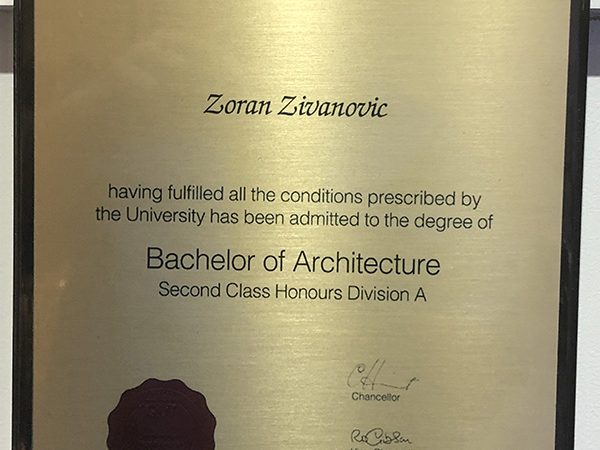 Zoran Zivanovic
having fulfilled all the conditions prescribed by
the University has been admitted to the degree of
Bachelor of Architecture
Second Class Honours Division A
Chancellor